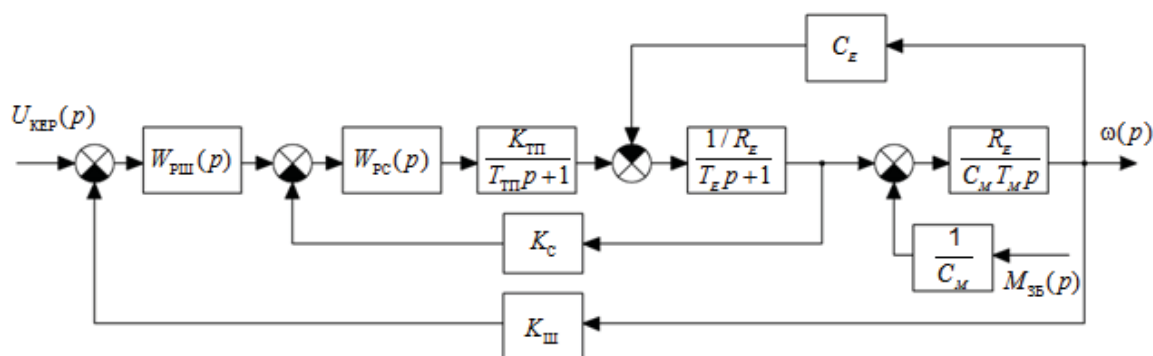 C_E
U_КЕР(p)
ω(p)
W_РШ(p)
W_РС(p)
K_ТП
T_ТП p+1
1/R_E
T_E p+1
R_E
C_M T_M p
K_С
1
C_M
M_ЗБ(p)
K_Ш